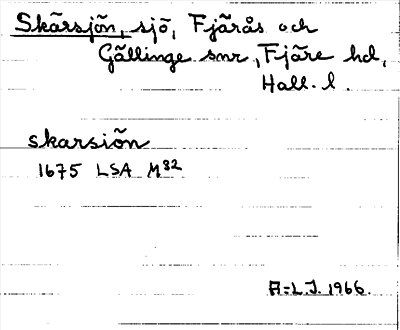 Skärsjön, sjö, Fjärås och
Gällinge snr, Fjäre hd,
Hall. l.
skarsiön
1675 LSA M82
A-L J. 1966.